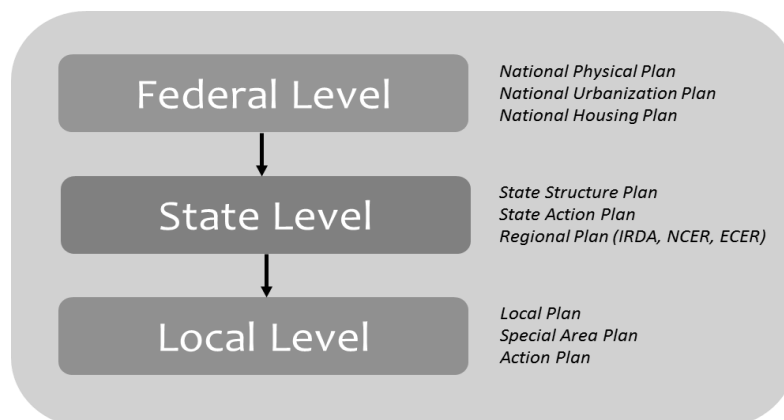 Federal Level
National Physical Plan
National Urbanization Plan
National Housing Plan
State Level
State Structure Plan
State Action Plan
Regional Plan (IRDA, NCER, ECER)
Local Level
Local Plan
Special Area Plan
Action Plan